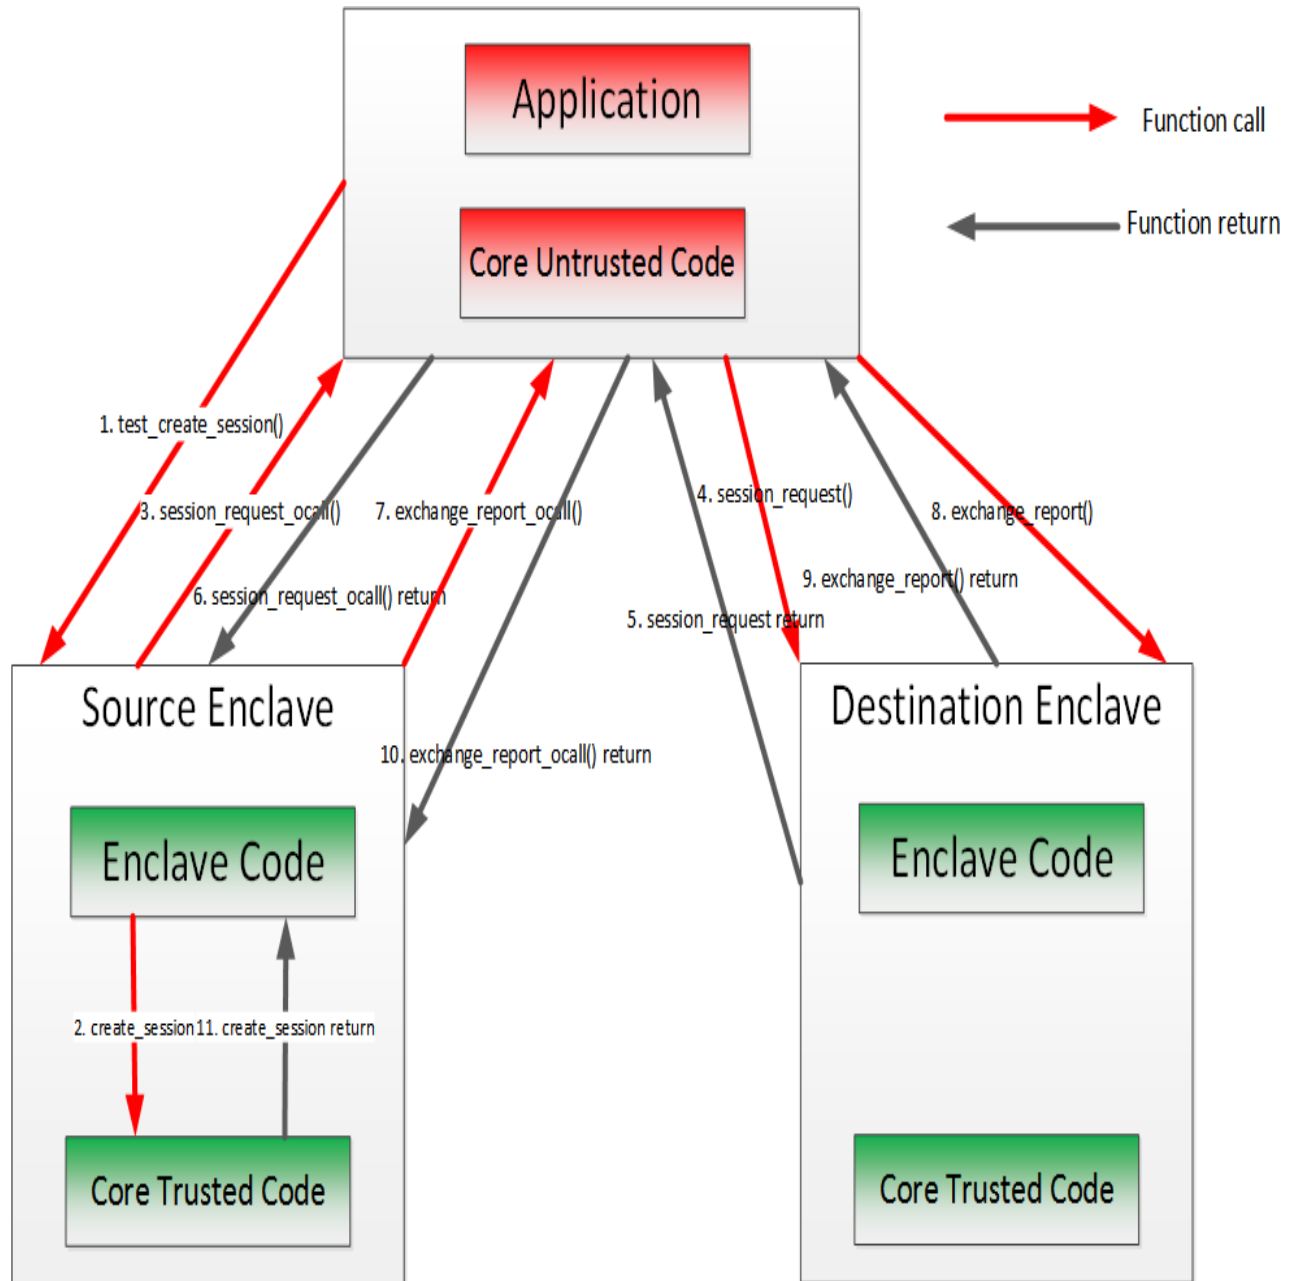 Application
Function call
Function return
Core Untrusted Code
1. test_create_session()
3. session_request_ocall()
7. exchange_report_ocall()
4. session_request()
8. exchange_report()
6. session_request_ocall() return
9. exchange_report() return
5. session_request return
Source Enclave
Destination Enclave
10. exchange_report_ocall() return
Enclave Code
Enclave Code
2. create_session
11. create_session return
Core Trusted Code
Core Trusted Code